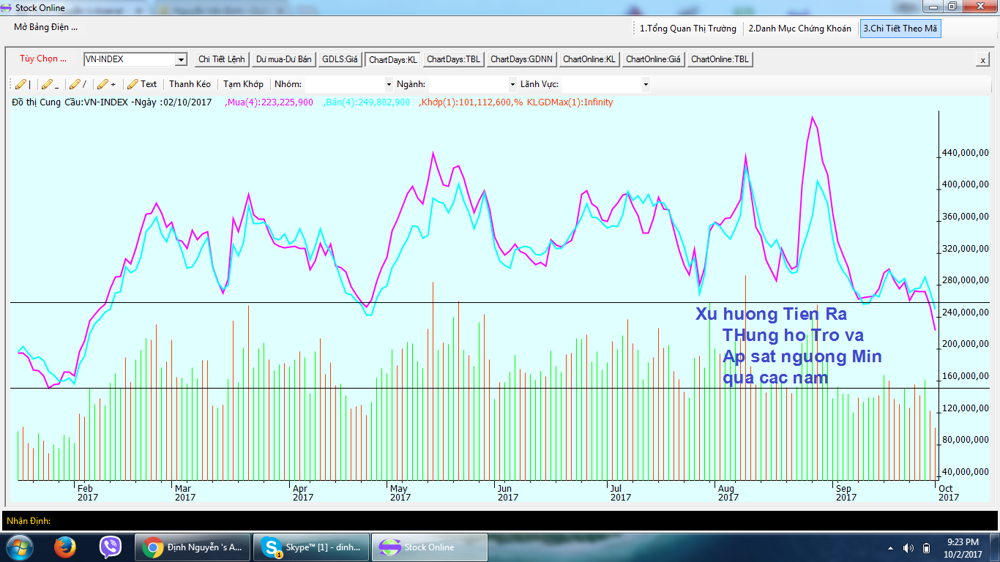 Stock Online
Mở Bảng Điện ...
1.Tổng Quan Thị Trường
2.Danh Mục Chứng Khoán
3.Chi Tiết Theo Mã
Tùy Chọn ...
VN-INDEX
Chi Tiết Lệnh
Dư mua-Dư Bán
GDLS:Giá
ChartDays:KL
ChartDays:TBL
ChartDays:GDNN
ChartOnline:KL
ChartOnline:Giá
ChartOnline:TBL
x
|
_
/
+
Text
Thanh Kéo
Tạm Khớp
Nhóm:
Ngành:
Lãnh Vực:
Đồ thị Cung Cầu:VN-INDEX -Ngày :02/10/2017 ,Mua(4):223,225,900 ,Bán(4):249,802,900 ,Khớp(1):101,112,600,% KLGDMax(1):Infinity
440,000,00
400,000,00
360,000,00
320,000,00
280,000,00
240,000,00
200,000,00
160,000,00
120,000,00
80,000,000
40,000,000
Xu huong Tien Ra
THung ho Tro va
Ap sat nguong Min
qua cac nam
Feb Mar Apr May Jun Jul Aug Sep Oct
2017 2017 2017 2017 2017 2017 2017 2017 2017
Nhận Định:
Định Nguyễn 's A...
1
Skype™ [1] - dinh...
Stock Online
9:23 PM
10/2/2017